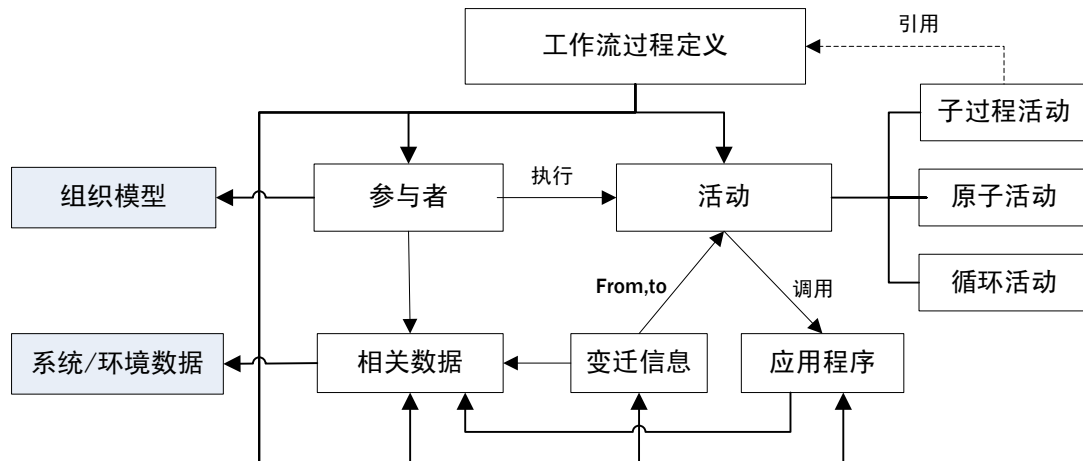 引用
工作流过程定义
子过程活动
执行
组织模型
参与者
活动
原子活动
循环活动
From,to
调用
系统/环境数据
相关数据
变迁信息
应用程序